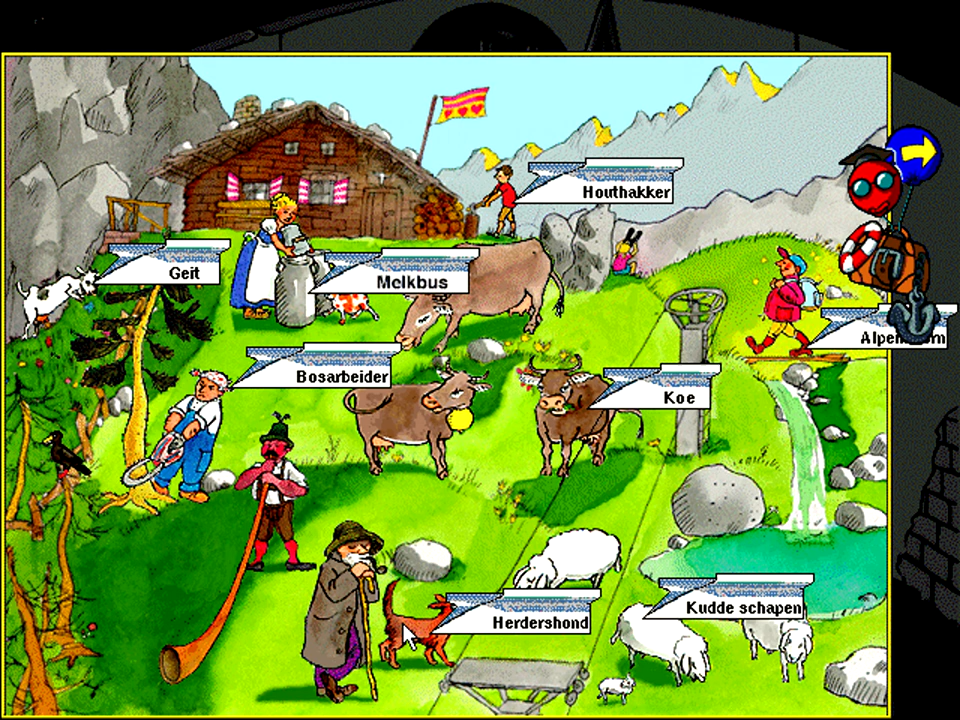 Houthakker
Geit
Melkbus
Bosarbeider
Koe
Herdershond
Kudde schapen